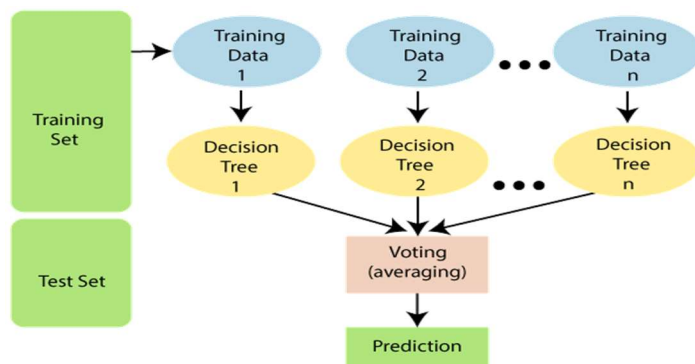 Training
Set
Test Set
Training
Data
1
Training
Data
2
Training
Data
n
Decision
Tree
1
Decision
Tree
2
Decision
Tree
n
Voting
(averaging)
Prediction